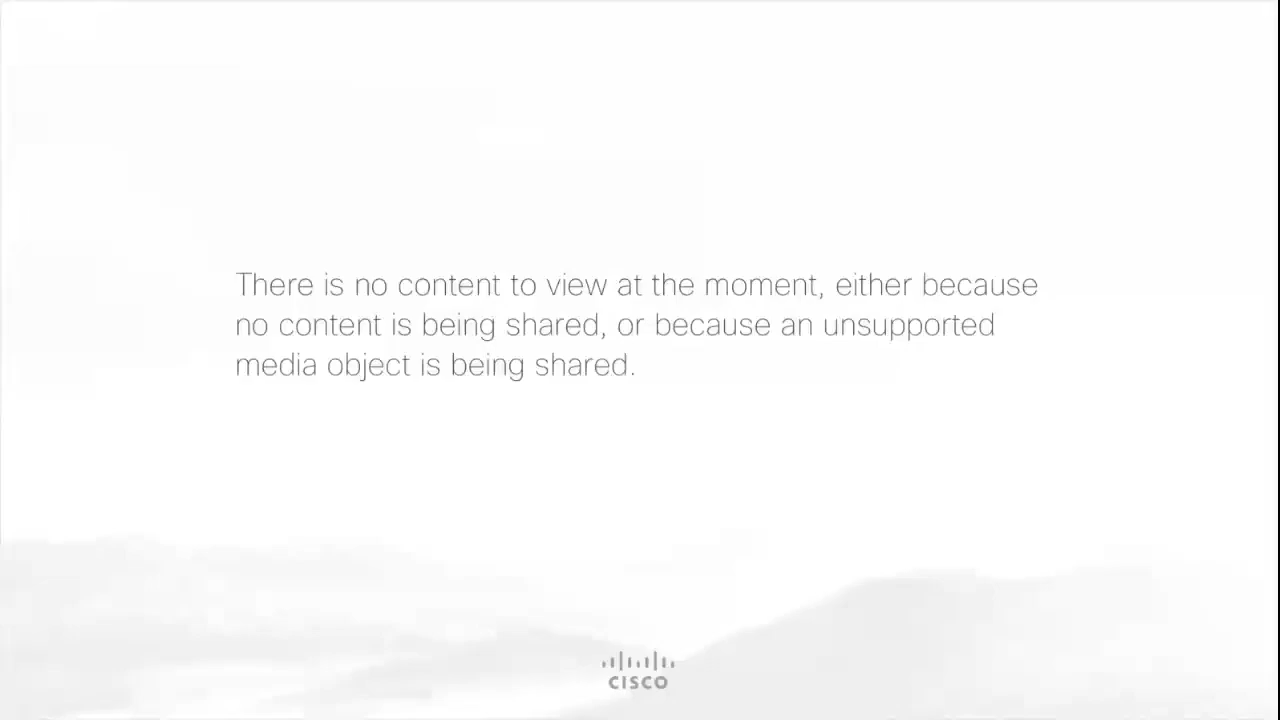 There is no content to view at the moment, either because
no content is being shared, or because an unsupported
media object is being shared.
CISCO